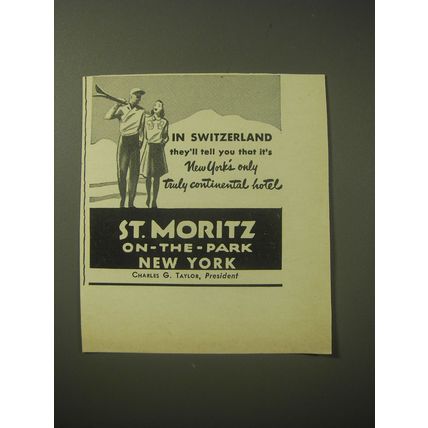 IN SWITZERLAND
they'll tell you that it's
New York's only
truly continental hotel
ST. MORITZ
ON-THE-PARK
NEW YORK
CHARLES G. TAYLOR, President